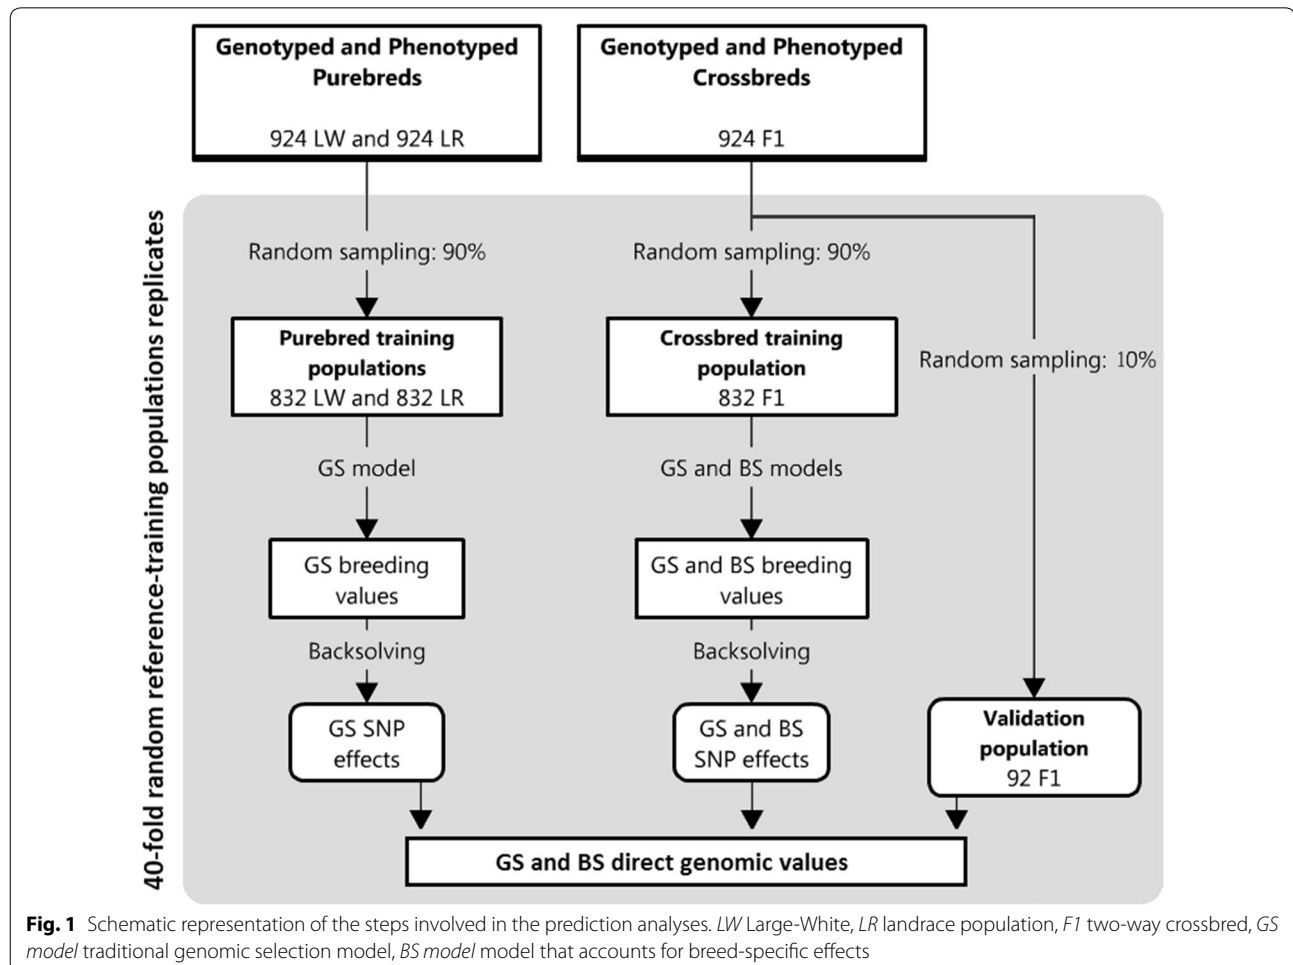 Genotyped and Phenotyped
Purebreds
924 LW and 924 LR
Genotyped and Phenotyped
Crossbreds
924 F1
40-fold random reference-training populations replicates
Random sampling: 90%
Random sampling: 90%
Random sampling: 10%
Purebred training
populations
832 LW and 832 LR
Crossbred training
population
832 F1
GS model
GS and BS models
GS breeding
values
GS and BS breeding
values
Backsolving
Backsolving
GS SNP
effects
GS and BS
SNP effects
Validation
population
92 F1
GS and BS direct genomic values
Fig. 1 Schematic representation of the steps involved in the prediction analyses. LW Large-White, LR landrace population, F1 two-way crossbred, GS
model traditional genomic selection model, BS model model that accounts for breed-specific effects